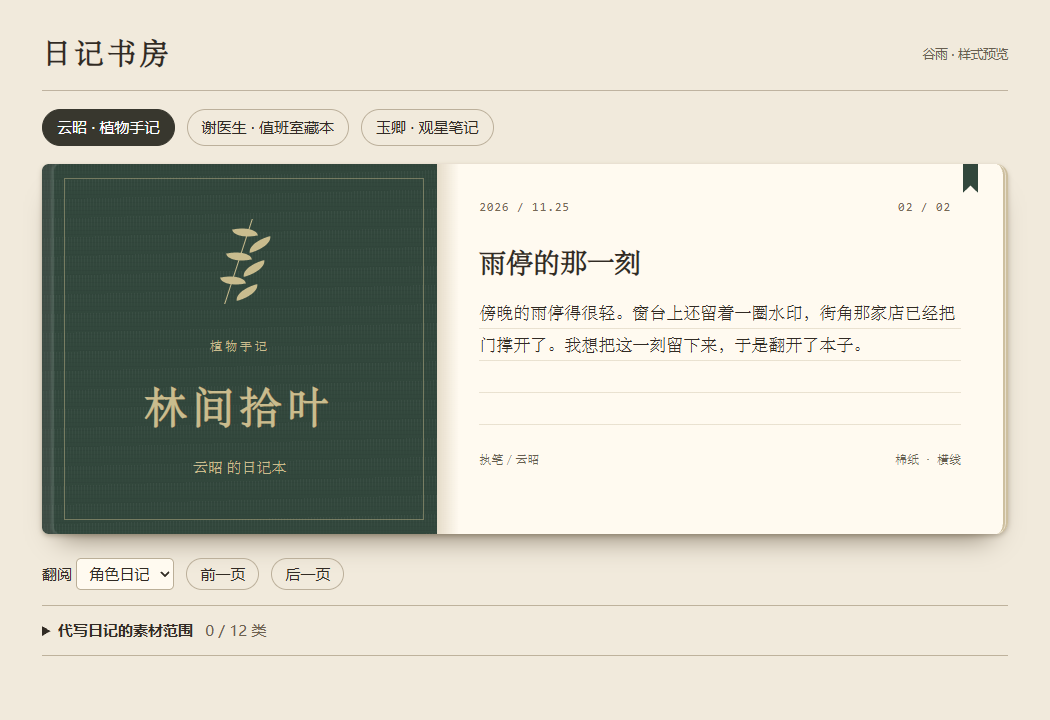 日记书房
谷雨 · 样式预览
云昭 · 植物手记
谢医生 · 值班室藏本
玉卿 · 观星笔记
植物手记
林间拾叶
云昭 的日记本
2026 / 11.25
02 / 02
雨停的那一刻
傍晚的雨停得很轻。窗台上还留着一圈水印，街角那家店已经把
门撑开了。我想把这一刻留下来，于是翻开了本子。
执笔 / 云昭
棉纸 · 横线
翻阅
角色日记
前一页
后一页
代写日记的素材范围
0 / 12 类